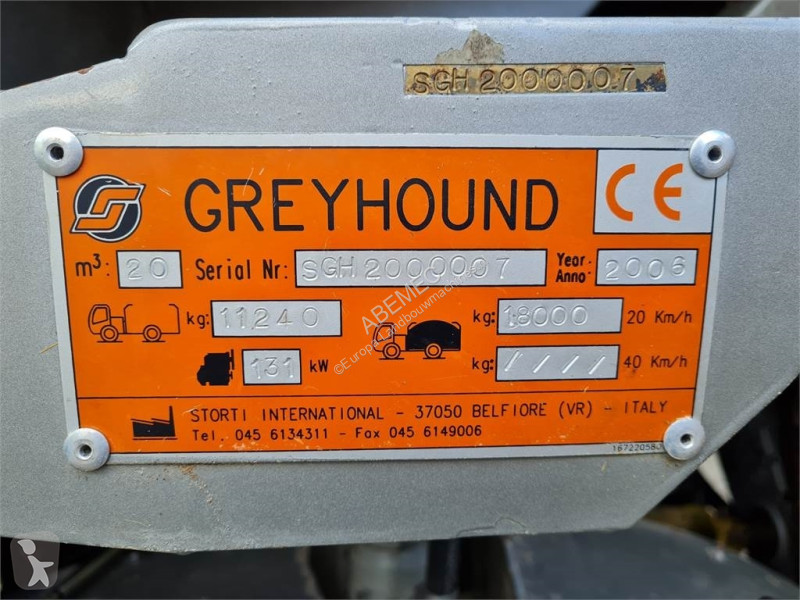 SGH 2000007
GREYHOUND CE
m³: 20 Serial Nr: SGH 2000007 Year: Anno: 2006
kg: 11240 kg: 18000 20 Km/h
131 kW kg: //// 40 Km/h
STORTI INTERNATIONAL - 37050 BELFIORE (VR) - ITALY
Tel. 045 6134311 - Fax 045 6149006